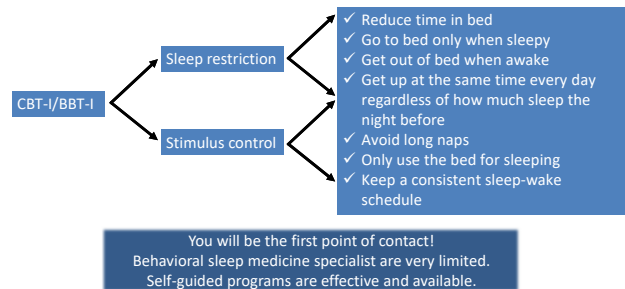 CBT-I/BBT-I
Sleep restriction
Stimulus control
✓ Reduce time in bed
✓ Go to bed only when sleepy
✓ Get out of bed when awake
✓ Get up at the same time every day
regardless of how much sleep the
night before
✓ Avoid long naps
✓ Only use the bed for sleeping
✓ Keep a consistent sleep-wake
schedule
You will be the first point of contact!
Behavioral sleep medicine specialist are very limited.
Self-guided programs are effective and available.